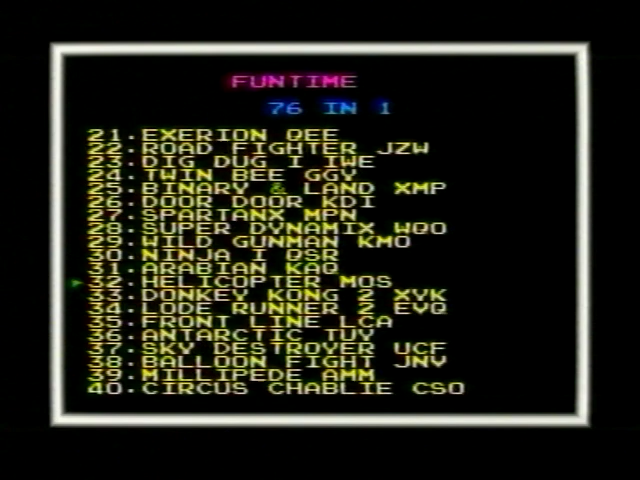 FUNTIME
76 IN 1
21.EXERION QEE
22.ROAD FIGHTER JZW
23.DIG DUG I IWE
24.TWIN BEE GGY
25.BINARY & LAND XMP
26.DOOR DOOR KDI
27.SPARTANX MPN
28.SUPER DYNAMIX WQO
29.WILD GUNMAN KMO
30.NINJA I QSR
31.ARABIAN KAQ
32.HELICOPTER MOS
33.DONKEY KONG 2 XYK
34.LODE RUNNER 2 EVQ
35.FRONT LINE LCA
36.ANTARCTIC TUY
37.SKY DESTROYER UCF
38.BALLOON FIGHT JNV
39.MILLIPEDE AMM
40.CIRCUS CHABLIE CSO